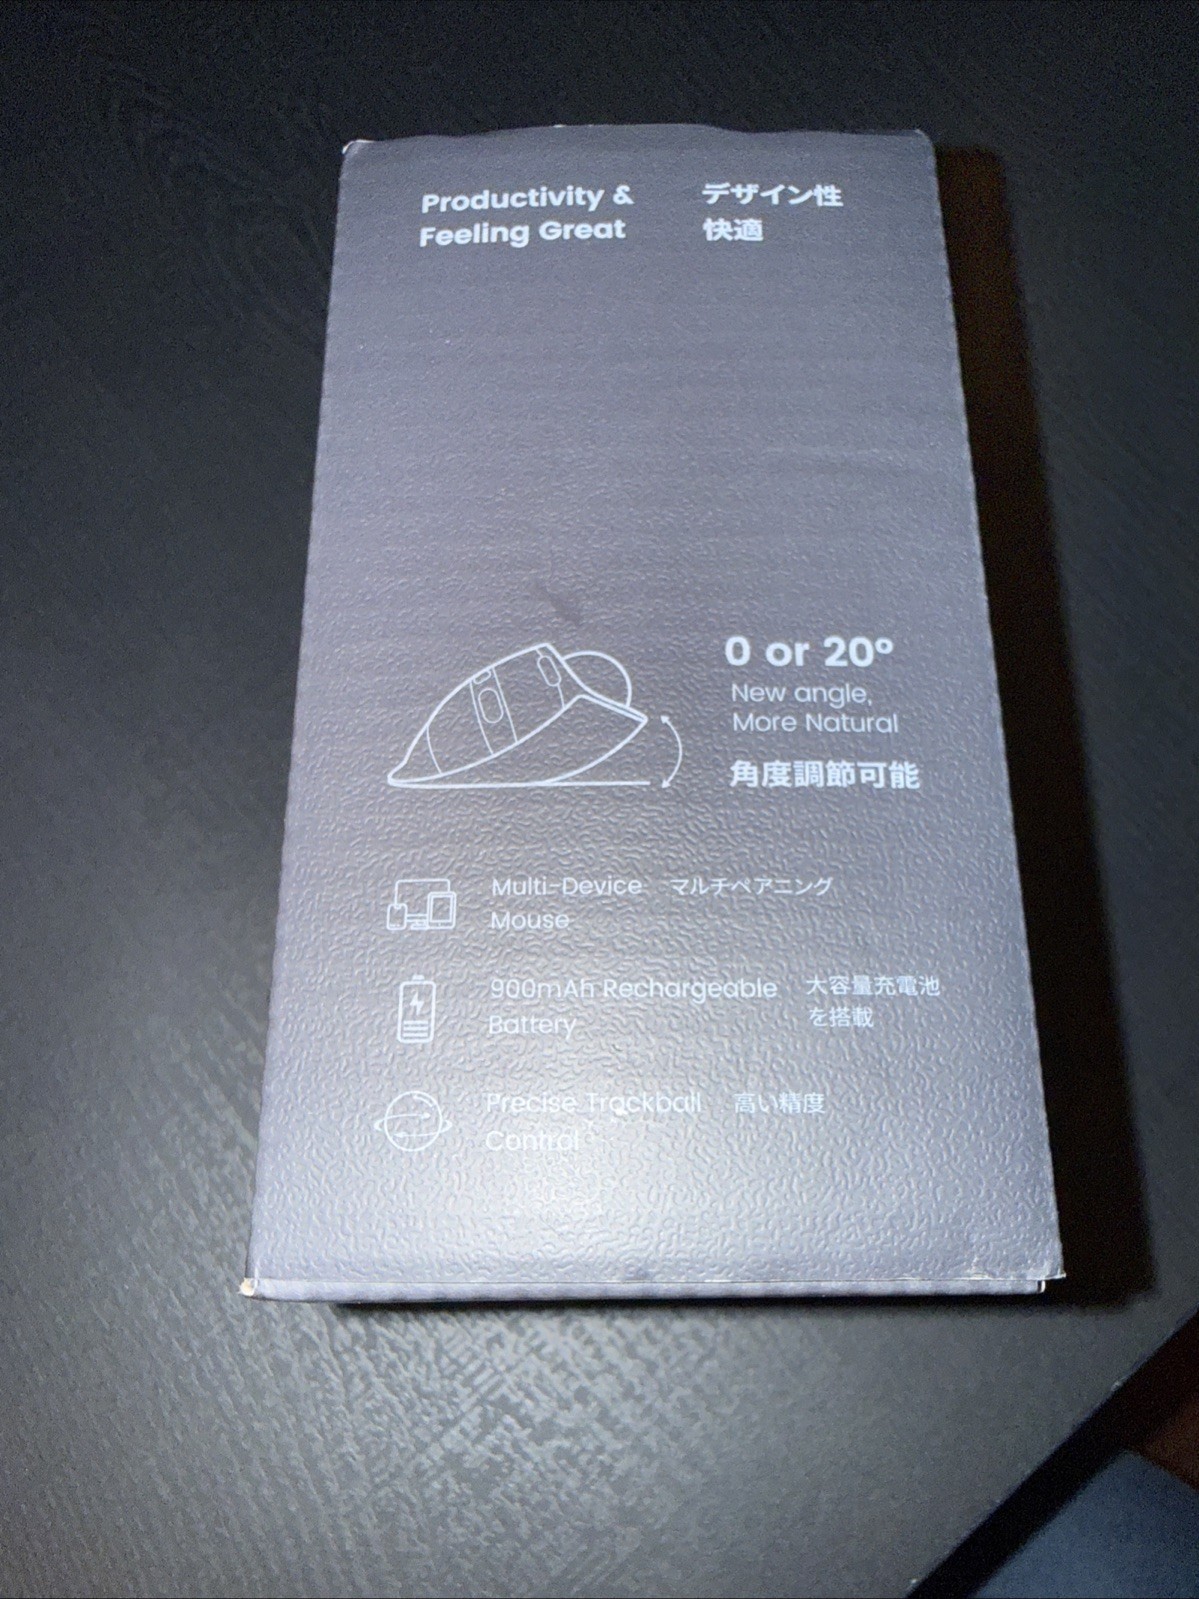 Productivity &
Feeling Great
デザイン性
快適
0 or 20°
New angle,
More Natural
角度調節可能
Multi-Device
Mouse
マルチペアニング
900mAh Rechargeable
Battery
大容量充電池
を搭載
Precise Trackball
Control
高い精度